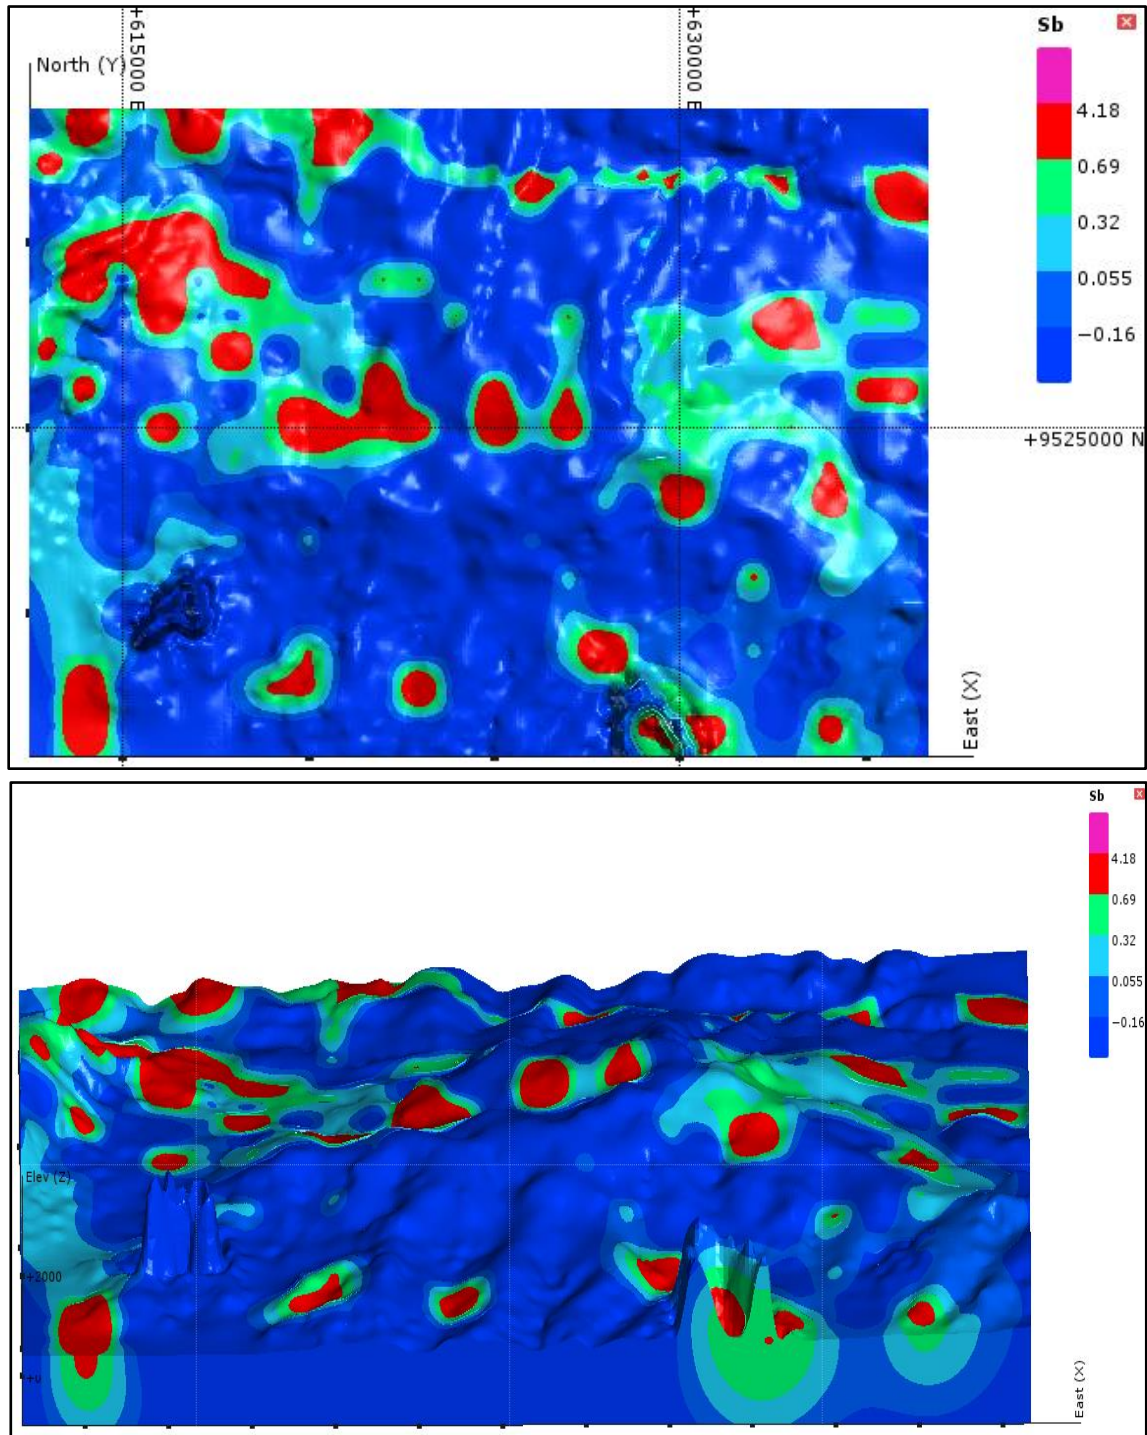 +615000 E
+630000 E
Sb
North (Y)
4.18
0.69
0.32
0.055
−0.16
+9525000 N
East (X)
Sb
4.18
0.69
0.32
0.055
−0.16
Elev (Z)
+2000
+0
East (X)